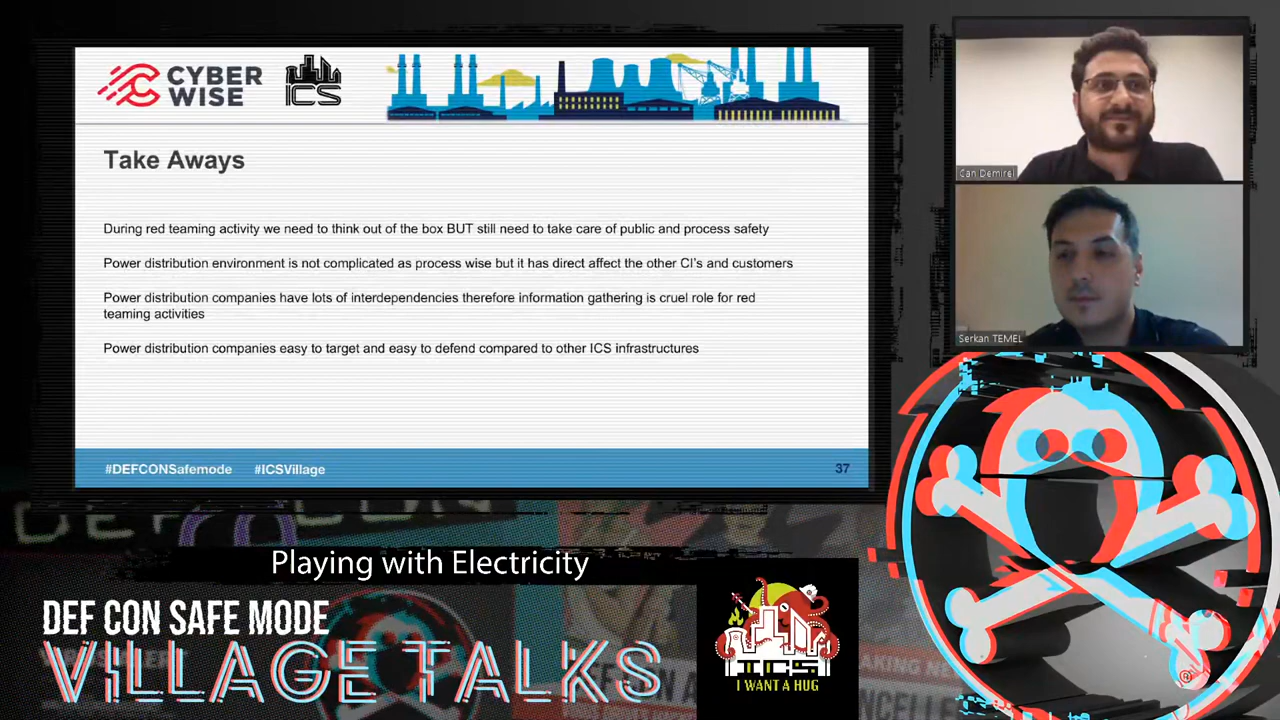 CYBER
WISE
ICS
Take Aways
During red teaming activity we need to think out of the box BUT still need to take care of public and process safety
Power distribution environment is not complicated as process wise but it has direct affect the other CI's and customers
Power distribution companies have lots of interdependencies therefore information gathering is cruel role for red
teaming activities
Power distribution companies easy to target and easy to defend compared to other ICS infrastructures
#DEFCONSafemode #ICSVillage
37
Can Demirel
Serkan TEMEL
DEF CON
Playing with Electricity
DEF CON SAFE MODE
VILLAGE TALKS
ICS
I WANT A HUG
®